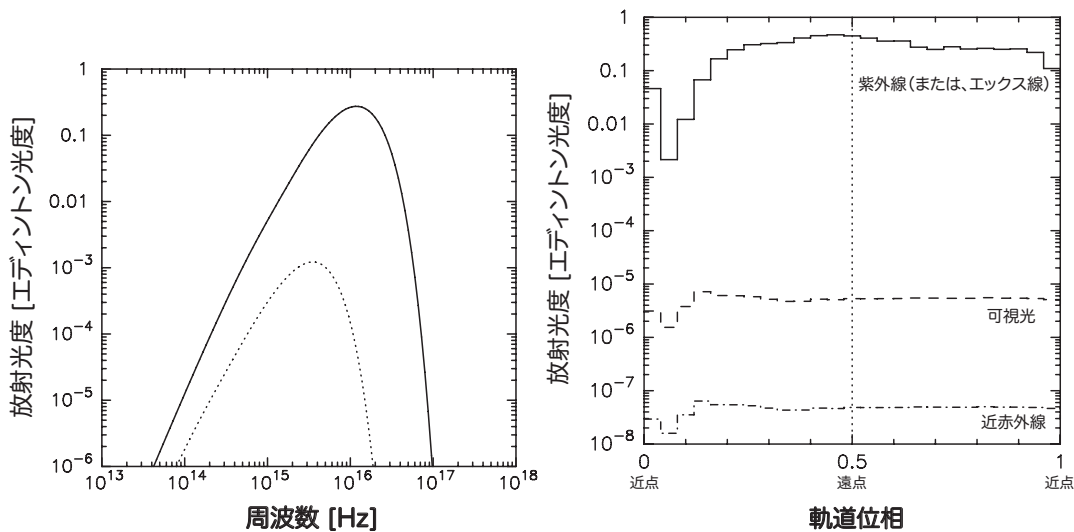 放射光度 [エディントン光度]
1
0.1
0.01
10⁻³
10⁻⁴
10⁻⁵
10⁻⁶
10¹³ 10¹⁴ 10¹⁵ 10¹⁶ 10¹⁷ 10¹⁸
周波数 [Hz]
放射光度 [エディントン光度]
1
0.1
0.01
10⁻³
10⁻⁴
10⁻⁵
10⁻⁶
10⁻⁷
10⁻⁸
紫外線(または、エックス線)
可視光
近赤外線
0 0.5 1
近点 遠点 近点
軌道位相